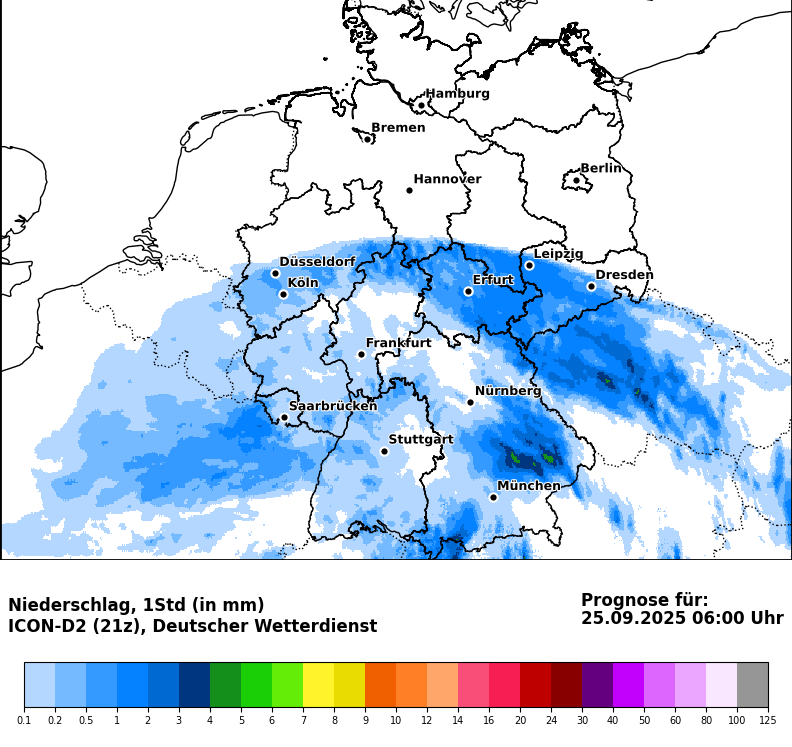 Hamburg
Bremen
Berlin
Hannover
Leipzig
Düsseldorf
Dresden
Köln
Erfurt
Frankfurt
Nürnberg
Saarbrücken
Stuttgart
München
Niederschlag, 1Std (in mm)
ICON-D2 (21z), Deutscher Wetterdienst
Prognose für:
25.09.2025 06:00 Uhr
0.1 0.2 0.5 1 2 3 4 5 6 7 8 9 10 12 14 16 20 24 30 40 50 60 80 100 125